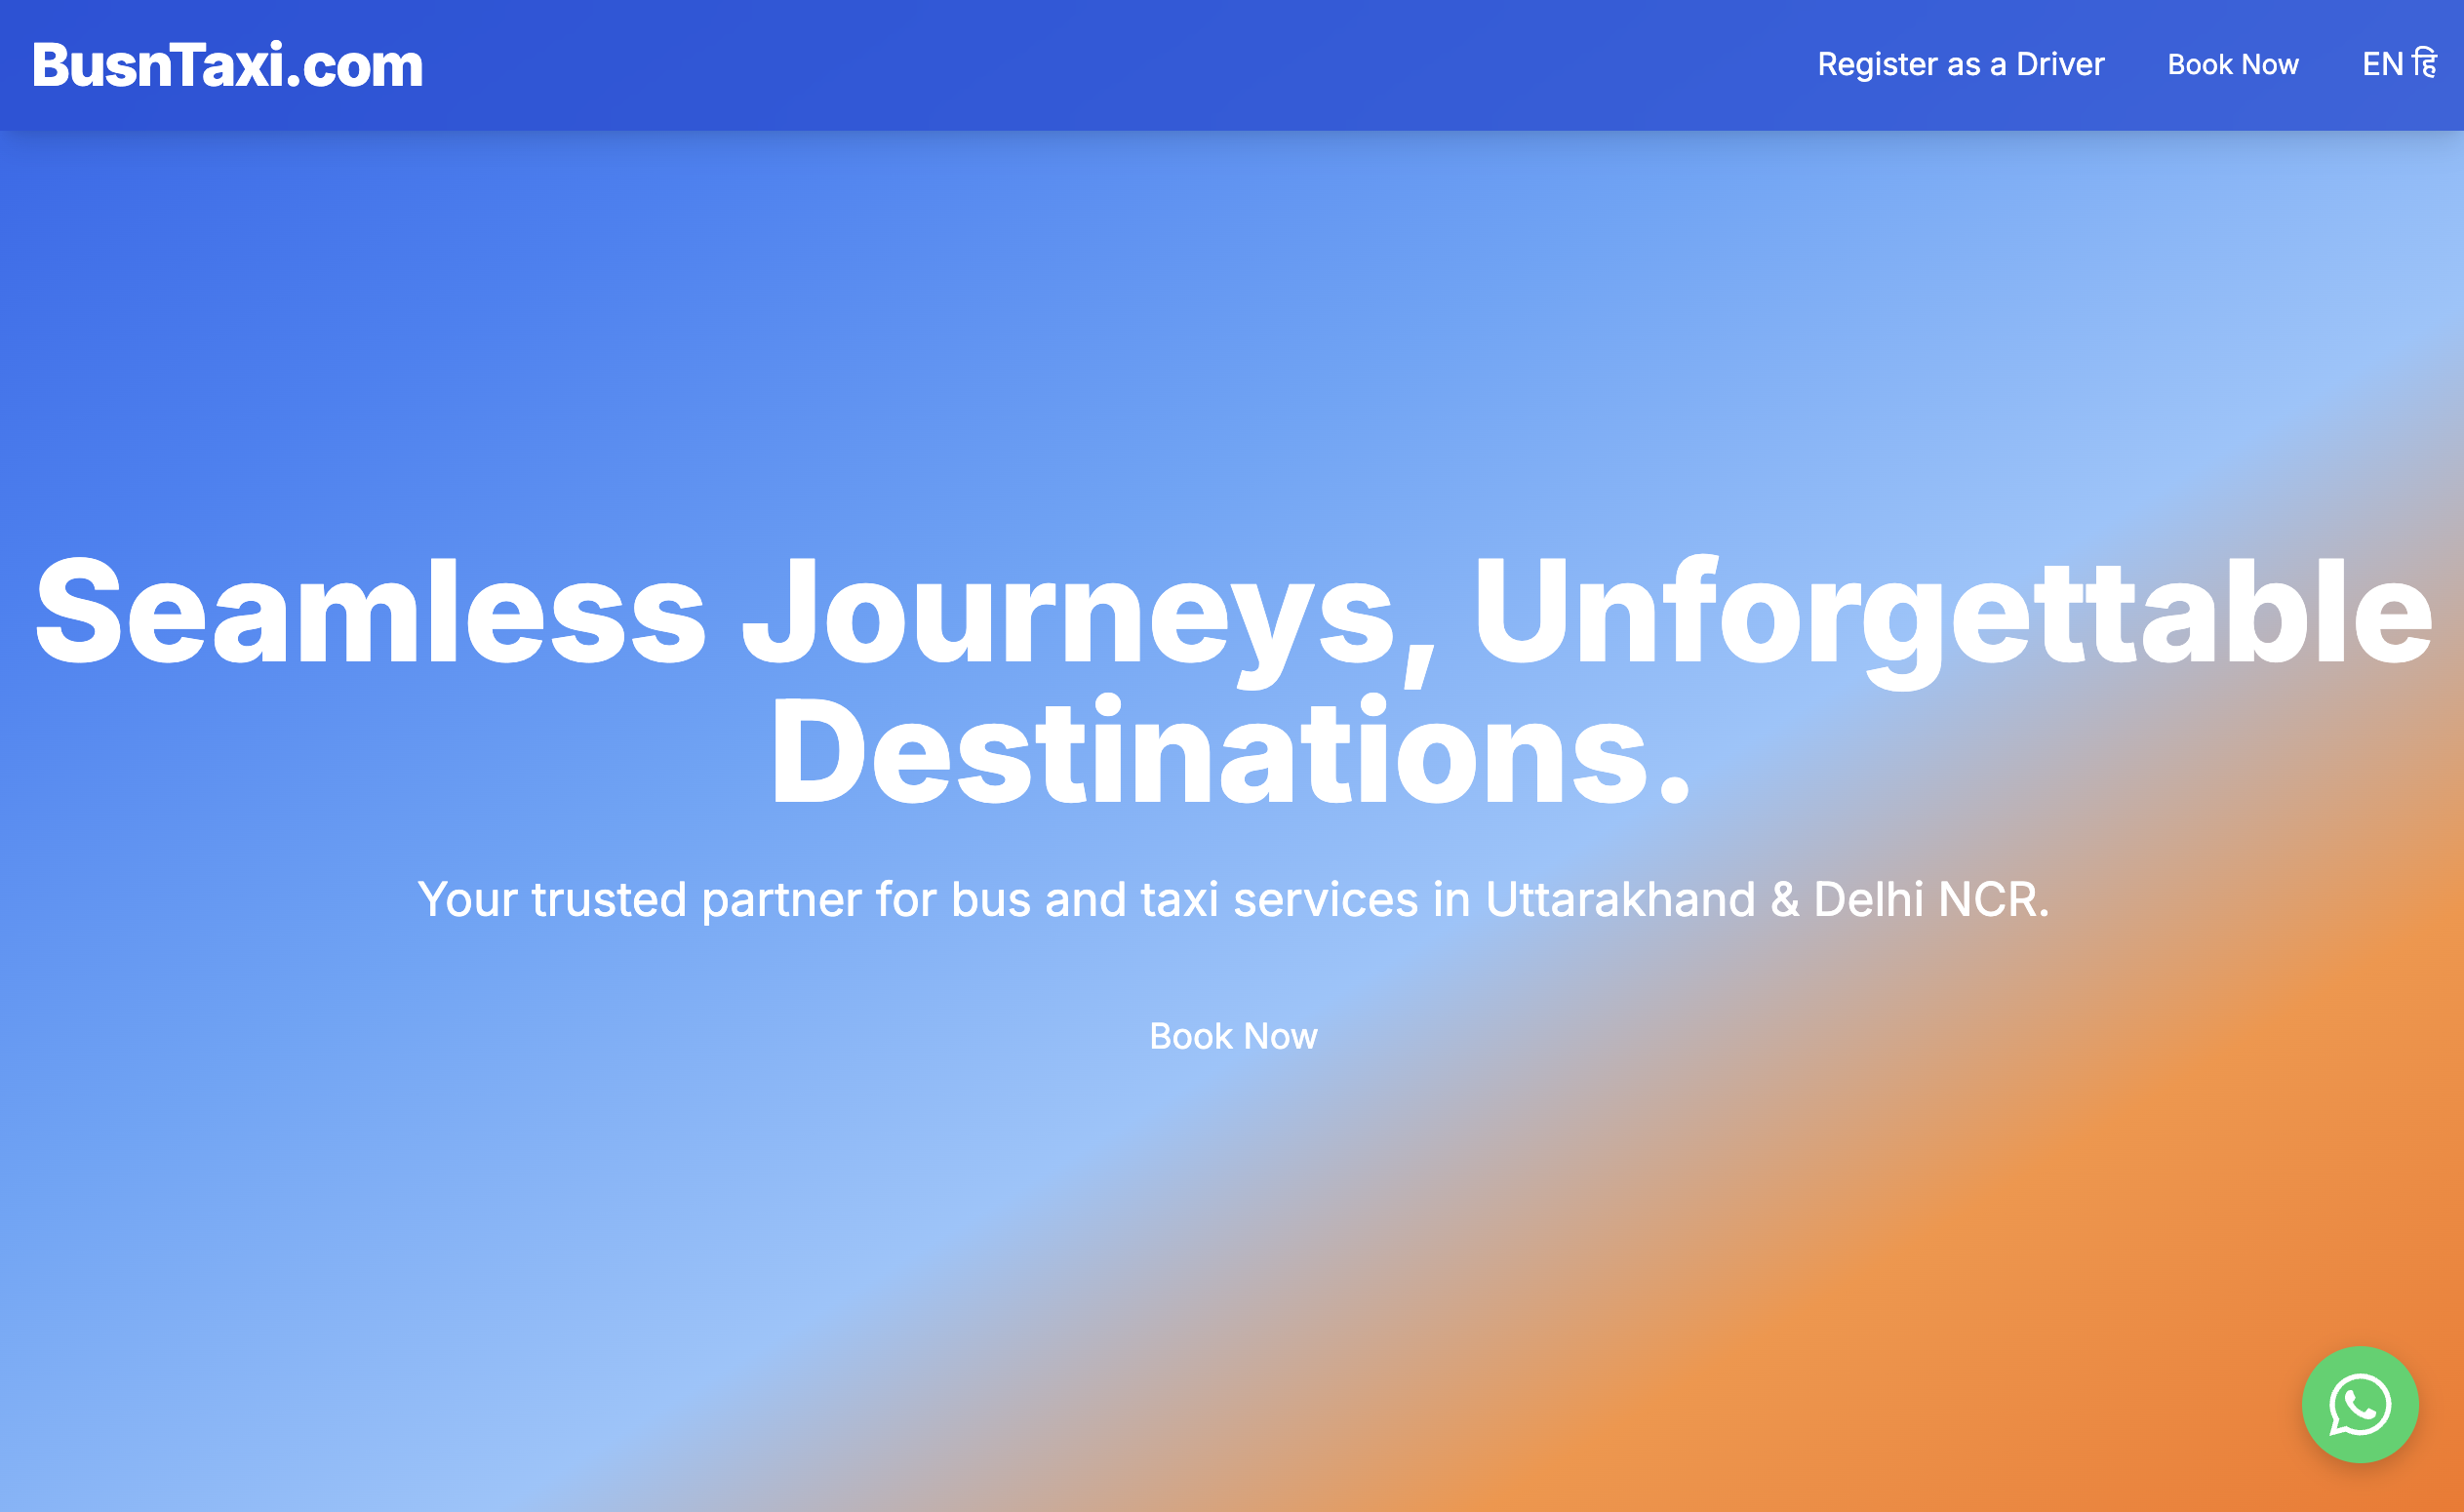 BusnTaxi.com
Register as a Driver
Book Now
EN हि
Seamless Journeys, Unforgettable
Destinations.
Your trusted partner for bus and taxi services in Uttarakhand & Delhi NCR.
Book Now